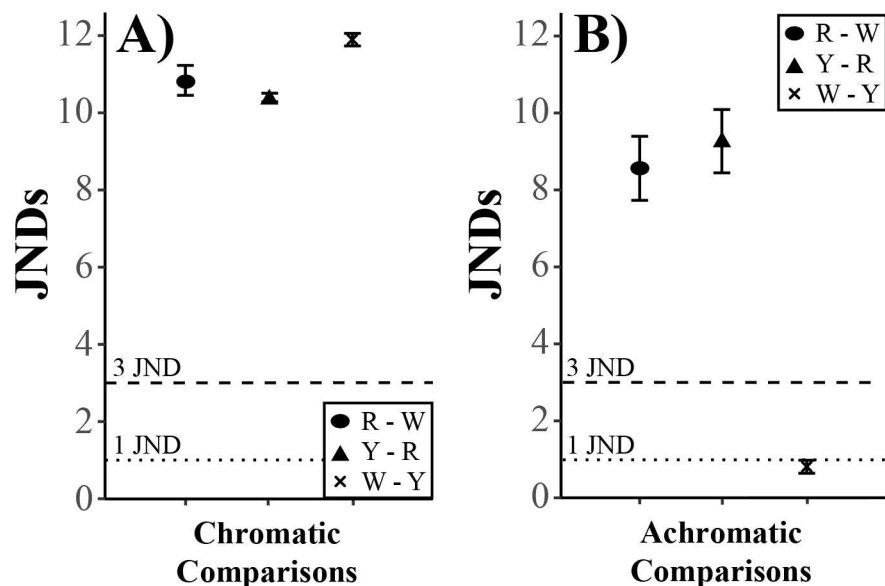 A)
JNDs
12
10
8
6
4
2
0
3 JND
1 JND
R - W
Y - R
W - Y
Chromatic
Comparisons
B)
JNDs
12
10
8
6
4
2
0
R - W
Y - R
W - Y
3 JND
1 JND
Achromatic
Comparisons